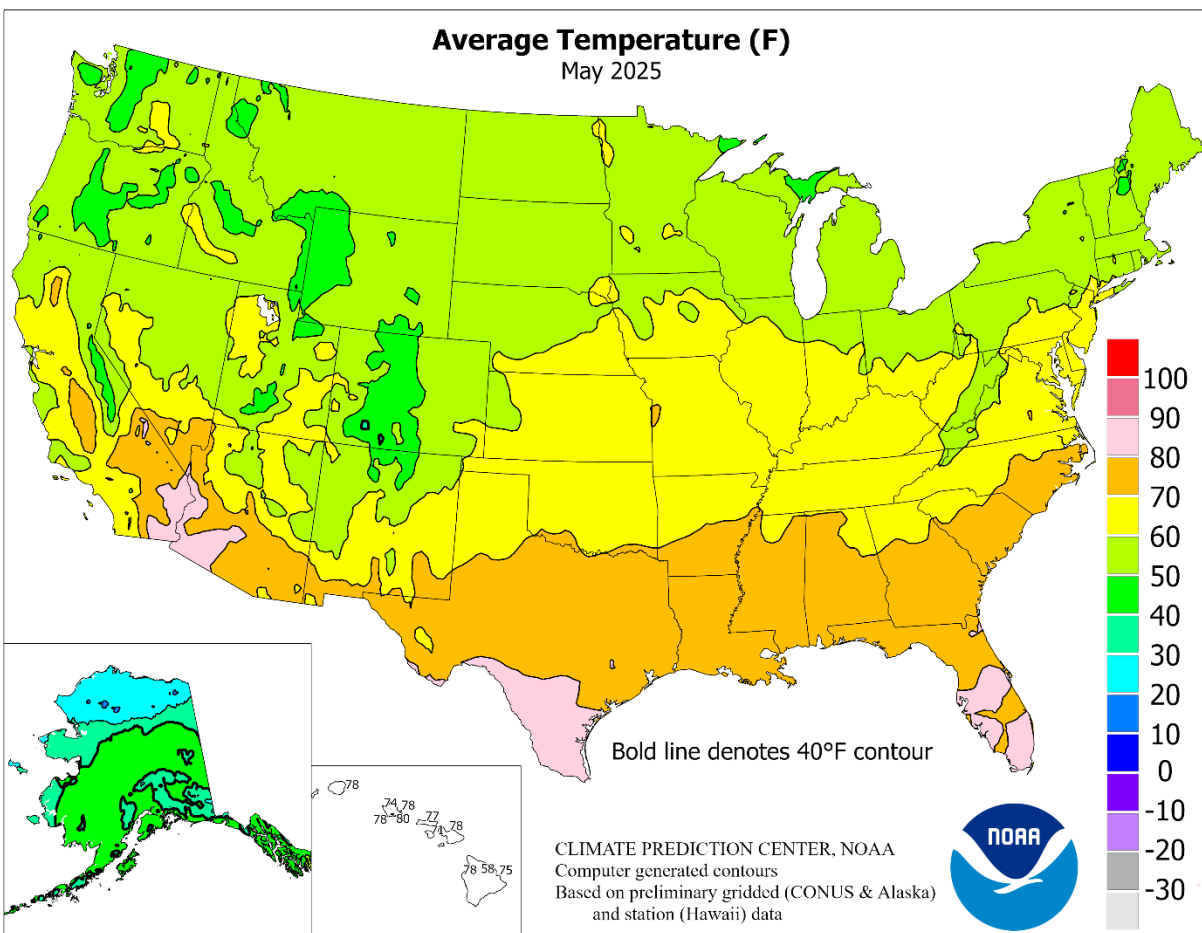 Average Temperature (F)
May 2025
100
90
80
70
60
50
40
30
20
10
0
-10
-20
-30
Bold line denotes 40°F contour
78
74 78
78 80
77
74 78
78 58 75
CLIMATE PREDICTION CENTER, NOAA
Computer generated contours
Based on preliminary gridded (CONUS & Alaska)
and station (Hawaii) data
NOAA